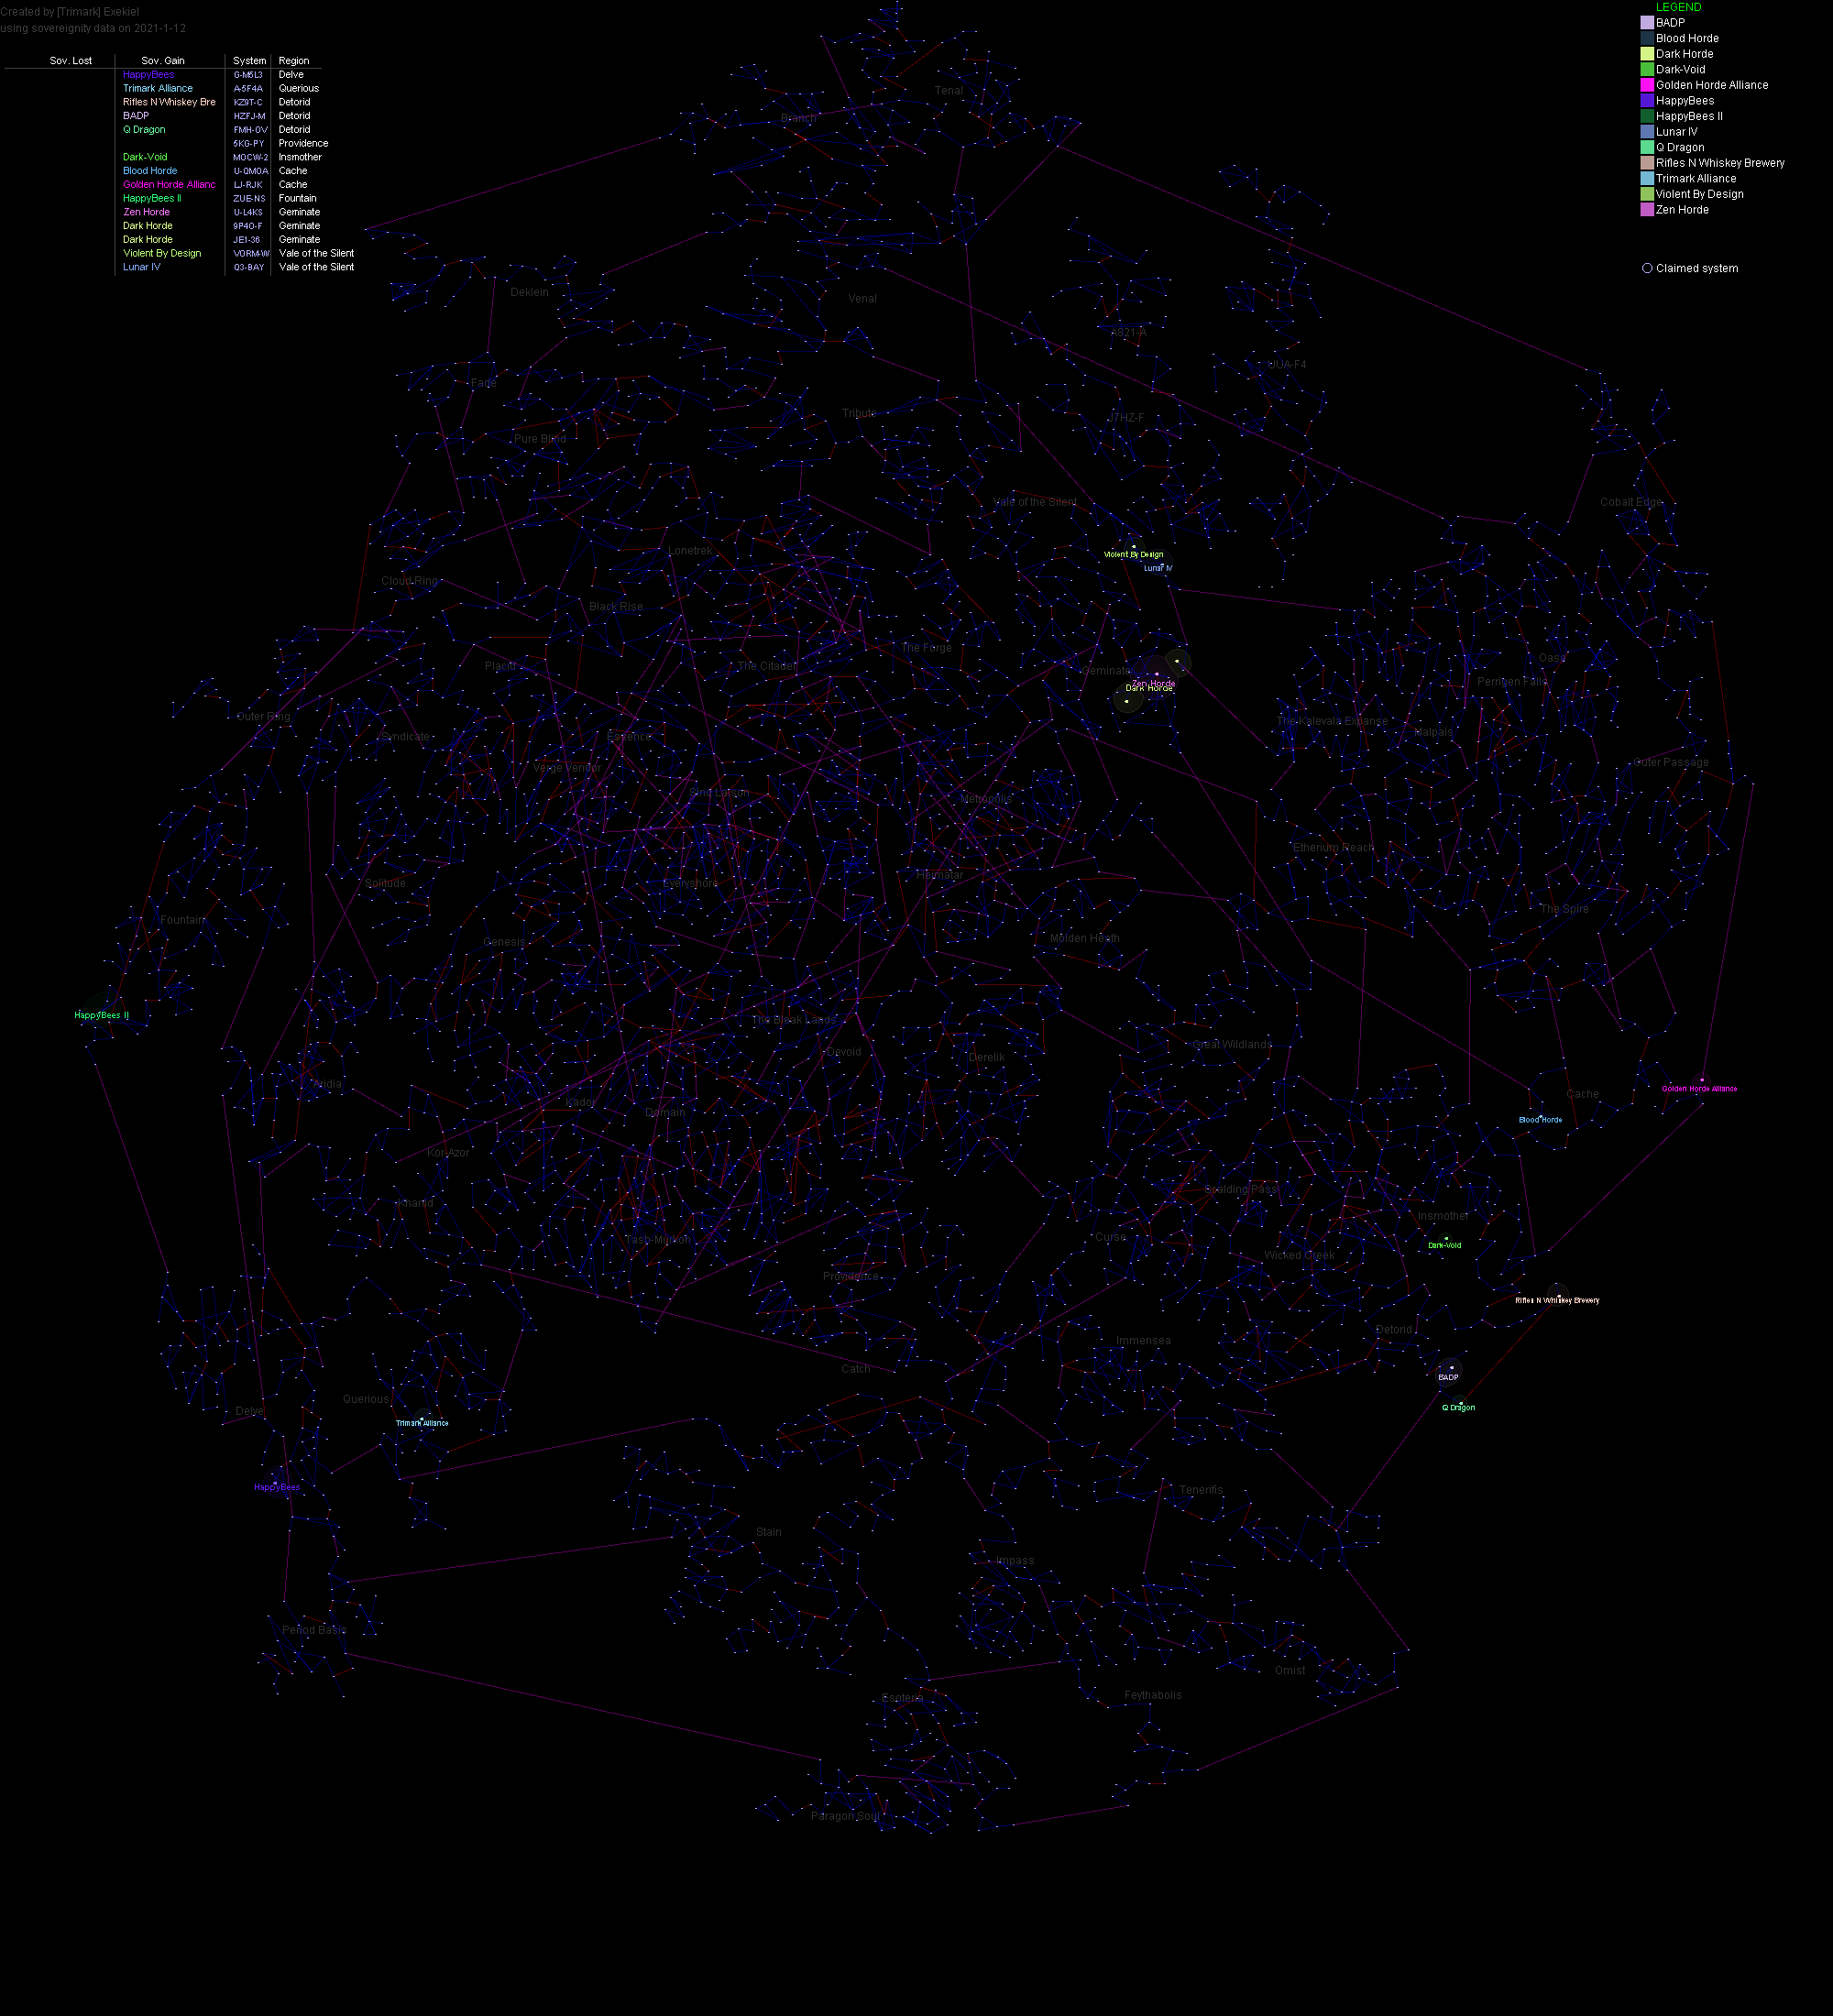 Created by [Trimark] Exekiel
using sovereignity data on 2021-1-12
Sov. Lost Sov. Gain System Region
HappyBees G-M5L3 Delve
Trimark Alliance A-5F4A Querious
Rifles N Whiskey Bre KZ9T-C Detorid
BADP HZFJ-M Detorid
Q Dragon FMH-OV Detorid
5KG-PY Providence
Dark-Void MOCW-2 Insmother
Blood Horde U-QMOA Cache
Golden Horde Allianc LJ-RJK Cache
HappyBees II ZUE-NS Fountain
Zen Horde U-L4KS Geminate
Dark Horde 9P4O-F Geminate
Dark Horde JE1-36 Geminate
Violent By Design VORM-W Vale of the Silent
Lunar IV Q3-BAY Vale of the Silent
LEGEND
BADP
Blood Horde
Dark Horde
Dark-Void
Golden Horde Alliance
HappyBees
HappyBees II
Lunar IV
Q Dragon
Rifles N Whiskey Brewery
Trimark Alliance
Violent By Design
Zen Horde
Claimed system
Tenal
Branch
Deklein
Venal
A821-A
UUA-F4
Fade
Tribute
J7HZ-F
Pure Blind
Vale of the Silent
Cobalt Edge
Lonetrek
Violent By Design
Lunar IV
Cloud Ring
Black Rise
The Forge
Placid
The Citadel
Geminate
Oasa
Perrigen Falls
Zen Horde
Dark Horde
Outer Ring
The Kalevala Expanse
Malpais
Syndicate
Essence
Outer Passage
Verge Vendor
Sinq Laison
Metropolis
Etherium Reach
Solitude
Everyshore
Heimatar
The Spire
Fountain
Genesis
Molden Heath
HappyBees II
The Bleak Lands
Great Wildlands
Devoid
Derelik
Aridia
Golden Horde Alliance
Cache
Kador
Domain
Blood Horde
Kor-Azor
Scalding Pass
Khanid
Insmother
Curse
Tash-Murkon
Dark-Void
Wicked Creek
Providence
Rifles N Whiskey Brewery
Detorid
Immensea
Catch
BADP
Querious
Q Dragon
Delve
Trimark Alliance
HappyBees
Tenerifis
Stain
Impass
Period Basis
Omist
Feythabolis
Esoteria
Paragon Soul